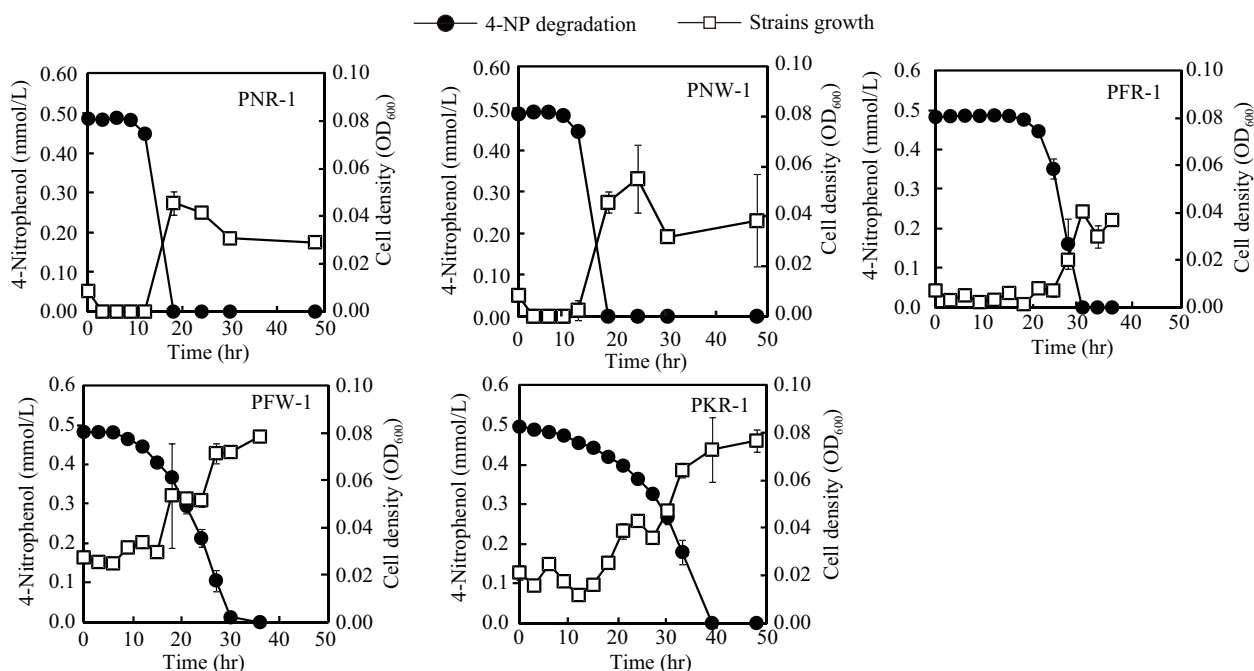 4-NP degradation Strains growth
PNR-1
4-Nitrophenol (mmol/L)
0.60
0.50
0.40
0.30
0.20
0.10
0.00
0.10
0.08
0.06
0.04
0.02
0.00
Cell density (OD600)
0 10 20 30 40 50
Time (hr)
PNW-1
4-Nitrophenol (mmol/L)
0.60
0.50
0.40
0.30
0.20
0.10
0.00
0.10
0.08
0.06
0.04
0.02
0.00
Cell density (OD600)
0 10 20 30 40 50
Time (hr)
PFR-1
4-Nitrophenol (mmol/L)
0.6
0.5
0.4
0.3
0.2
0.1
0.0
0.10
0.08
0.06
0.04
0.02
0.00
Cell density (OD600)
0 10 20 30 40 50
Time (hr)
PFW-1
4-Nitrophenol (mmol/L)
0.6
0.5
0.4
0.3
0.2
0.1
0.0
0.10
0.08
0.06
0.04
0.02
0.00
Cell density (OD600)
0 10 20 30 40 50
Time (hr)
PKR-1
4-Nitrophenol (mmol/L)
0.6
0.5
0.4
0.3
0.2
0.1
0.0
0.10
0.08
0.06
0.04
0.02
0.00
Cell density (OD600)
0 10 20 30 40 50
Time (hr)